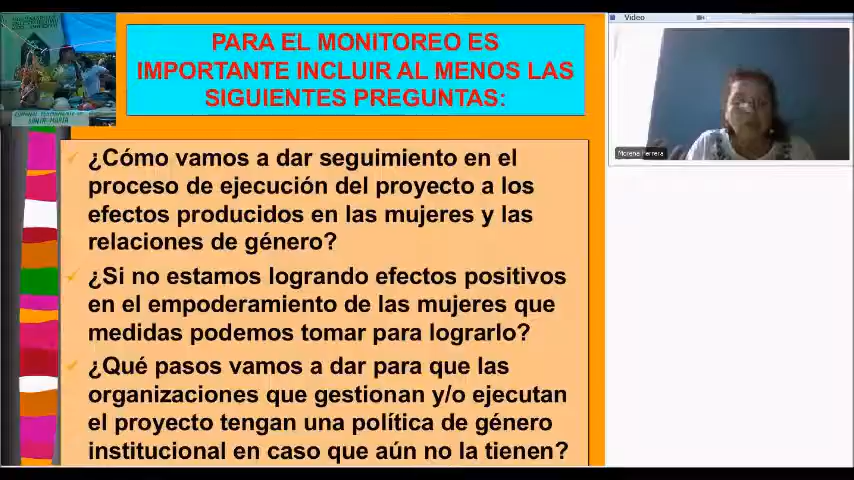 PARA EL MONITOREO ES
IMPORTANTE INCLUIR AL MENOS LAS
SIGUIENTES PREGUNTAS:
¿Cómo vamos a dar seguimiento en el
proceso de ejecución del proyecto a los
efectos producidos en las mujeres y las
relaciones de género?
¿Si no estamos logrando efectos positivos
en el empoderamiento de las mujeres que
medidas podemos tomar para lograrlo?
¿Qué pasos vamos a dar para que las
organizaciones que gestionan y/o ejecutan
el proyecto tengan una política de género
institucional en caso que aún no la tienen?
Video
Morena Herrera